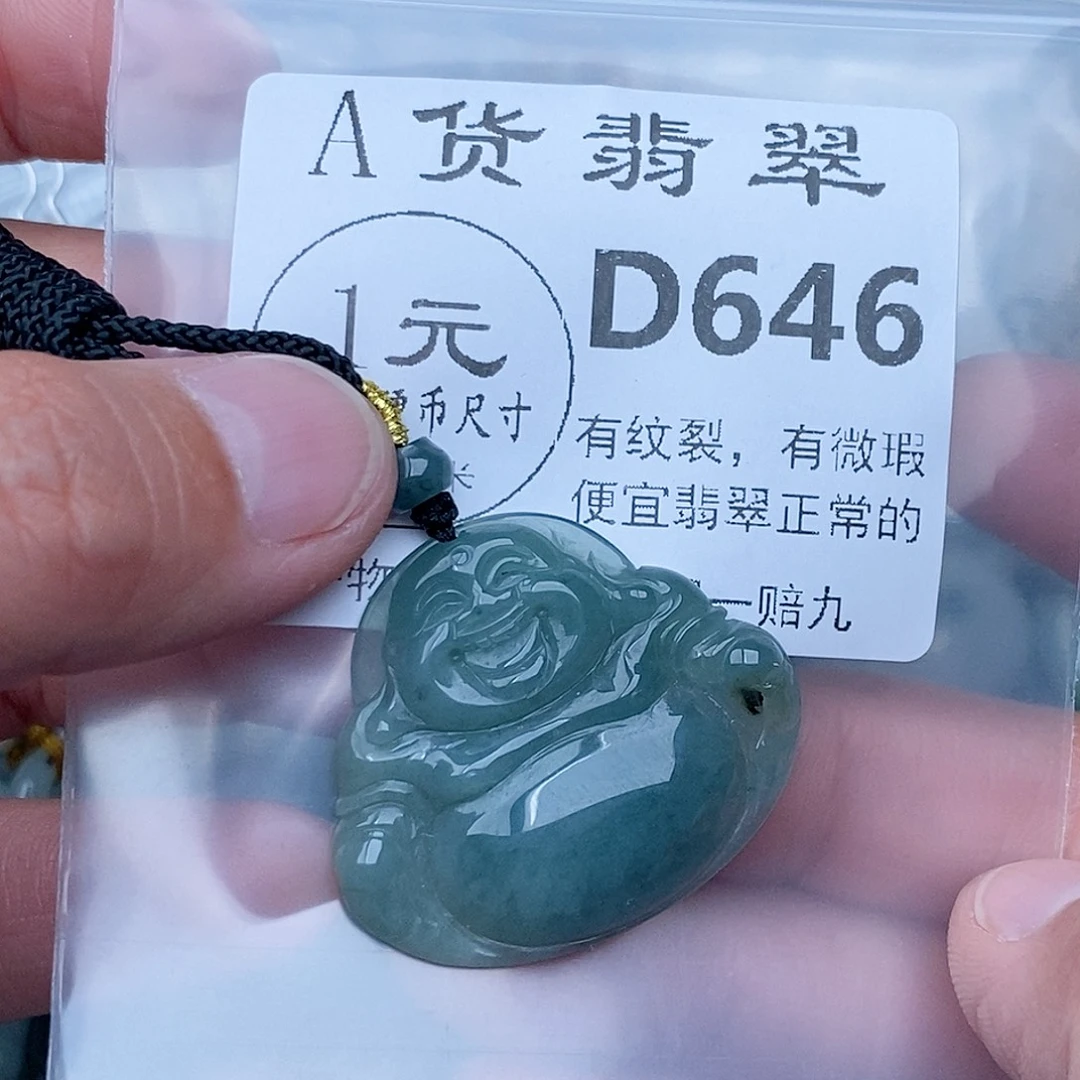 A货翡翠
1元
D646
币尺寸
有纹裂，有微瑕
便宜翡翠正常的
物
一赔九